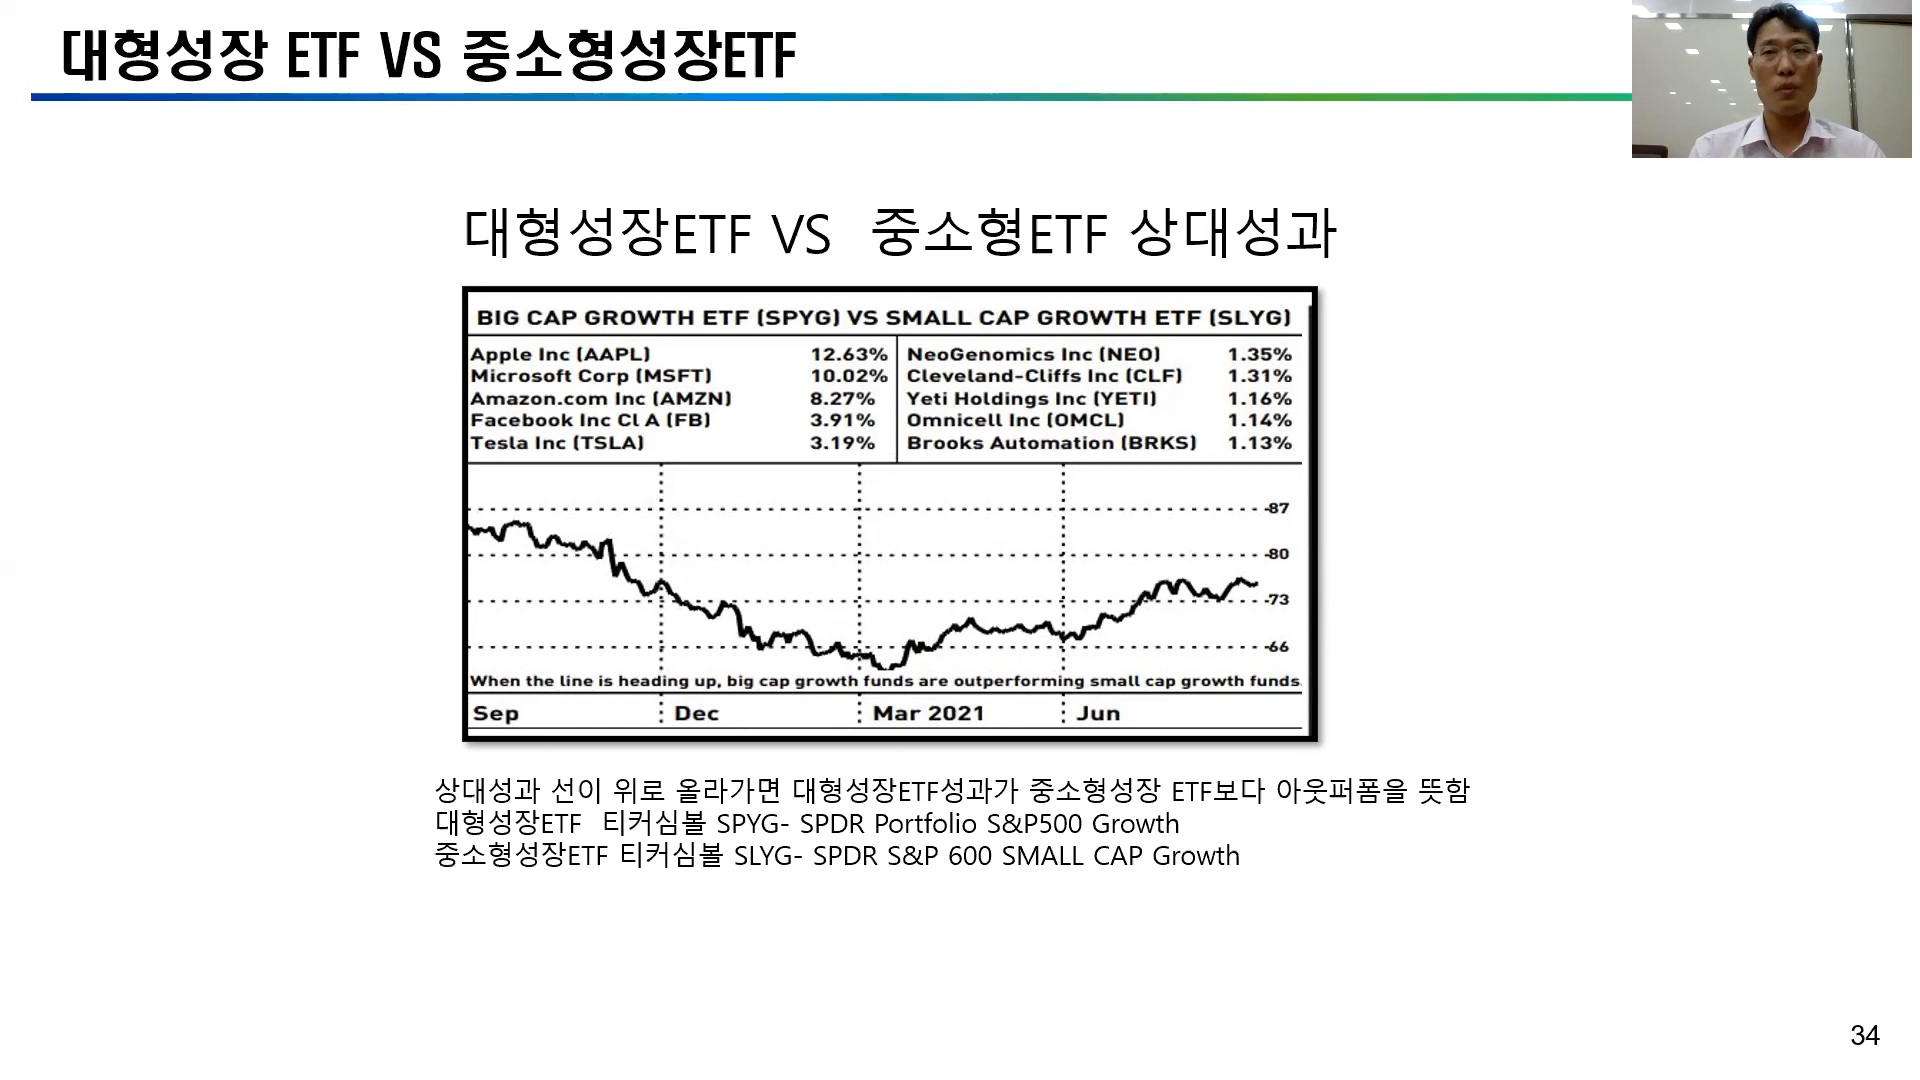 대형성장 ETF VS 중소형성장ETF
대형성장ETF VS 중소형ETF 상대성과
BIG CAP GROWTH ETF (SPYG) VS SMALL CAP GROWTH ETF (SLYG)
Apple Inc (AAPL) 12.63% NeoGenomics Inc (NEO) 1.35%
Microsoft Corp (MSFT) 10.02% Cleveland-Cliffs Inc (CLF) 1.31%
Amazon.com Inc (AMZN) 8.27% Yeti Holdings Inc (YETI) 1.16%
Facebook Inc Cl A (FB) 3.91% Omnicell Inc (OMCL) 1.14%
Tesla Inc (TSLA) 3.19% Brooks Automation (BRKS) 1.13%
87
80
73
66
When the line is heading up, big cap growth funds are outperforming small cap growth funds.
Sep Dec Mar 2021 Jun
상대성과 선이 위로 올라가면 대형성장ETF성과가 중소형성장 ETF보다 아웃퍼폼을 뜻함
대형성장ETF 티커심볼 SPYG- SPDR Portfolio S&P500 Growth
중소형성장ETF 티커심볼 SLYG- SPDR S&P 600 SMALL CAP Growth
34